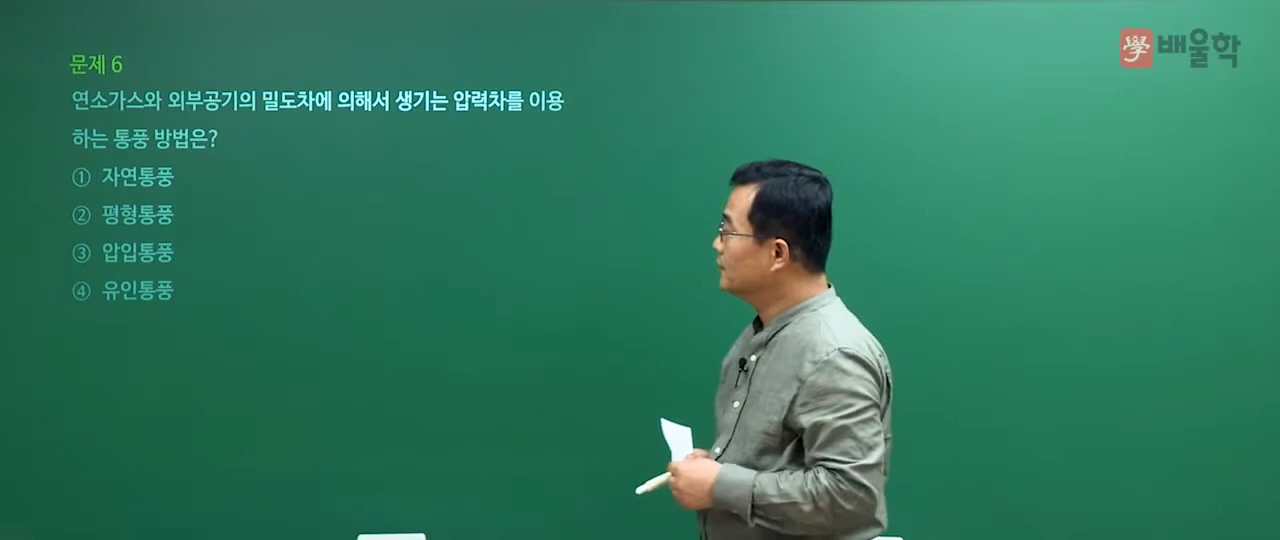 學 배울학
문제 6
연소가스와 외부공기의 밀도차에 의해서 생기는 압력차를 이용
하는 통풍 방법은?
① 자연통풍
② 평형통풍
③ 압입통풍
④ 유인통풍